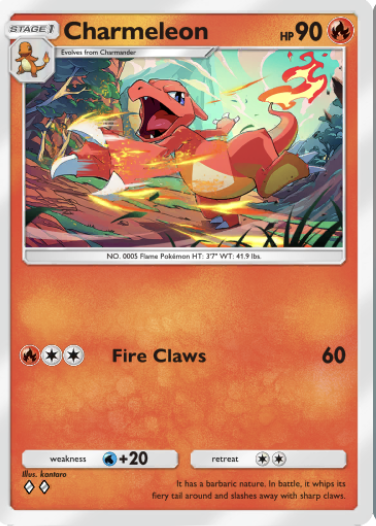 STAGE 1
Charmeleon
HP 90
Evolves from Charmander
NO. 0005 Flame Pokémon HT: 3'7" WT: 41.9 lbs.
Fire Claws 60
weakness +20 retreat
Illus. kantaro
It has a barbaric nature. In battle, it whips its
fiery tail around and slashes away with sharp claws.